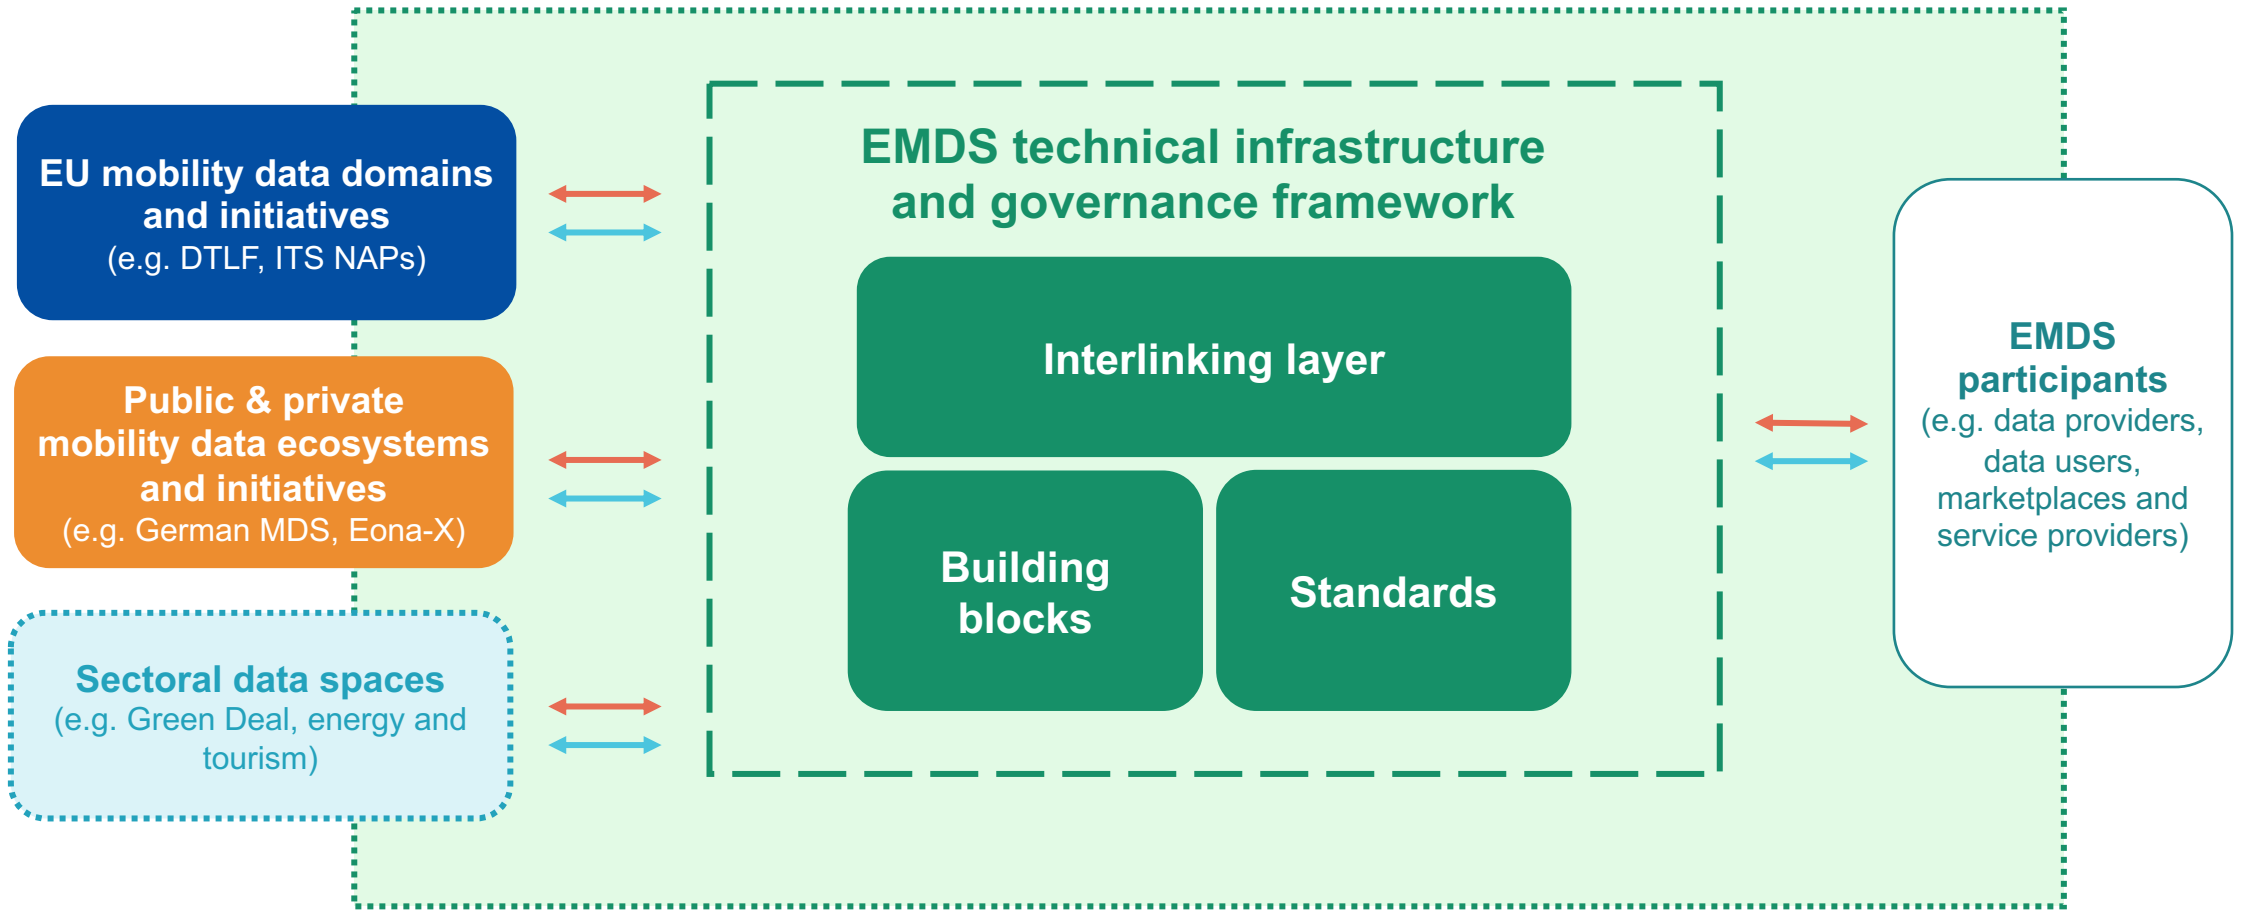 EU mobility data domains
and initiatives
(e.g. DTLF, ITS NAPs)
Public & private
mobility data ecosystems
and initiatives
(e.g. German MDS, Eona-X)
Sectoral data spaces
(e.g. Green Deal, energy and
tourism)
EMDS technical infrastructure
and governance framework
Interlinking layer
Building
blocks
Standards
EMDS
participants
(e.g. data providers,
data users,
marketplaces and
service providers)